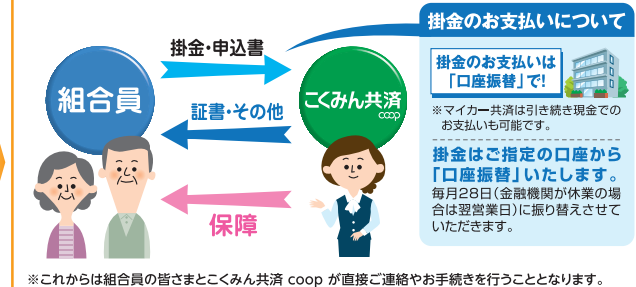 掛金のお支払いについて
掛金・申込書
組合員
こくみん共済
coop
証書・その他
保障
掛金のお支払いは
「口座振替」で!
※マイカー共済は引き続き現金での
お支払いも可能です。
掛金はご指定の口座から
「口座振替」いたします。
毎月28日(金融機関が休業の場
合は翌営業日)に振り替えさせて
いただきます。
※これからは組合員の皆さまとこくみん共済 coop が直接ご連絡やお手続きを行うこととなります。